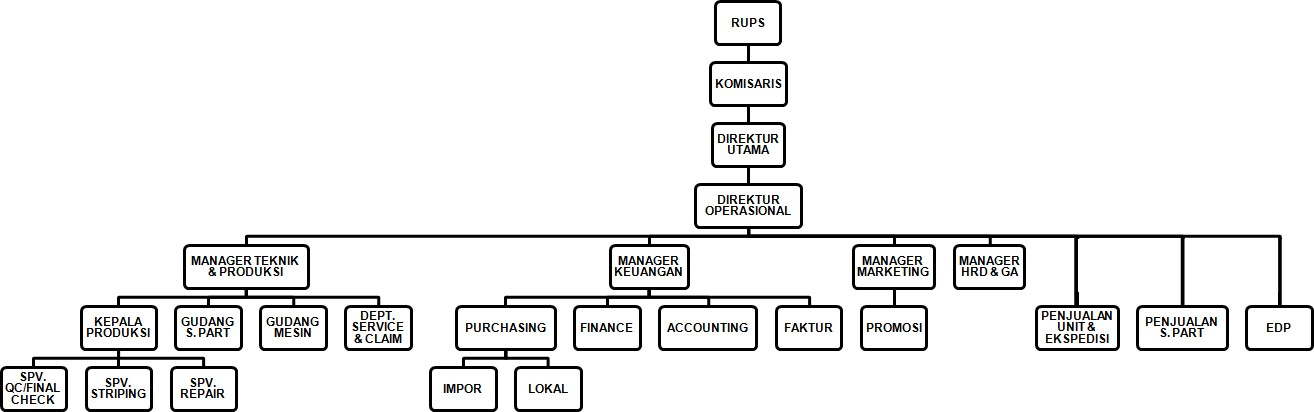 RUPS
KOMISARIS
DIREKTUR
UTAMA
DIREKTUR
OPERASIONAL
MANAGER TEKNIK
& PRODUKSI
MANAGER
KEUANGAN
MANAGER
MARKETING
MANAGER
HRD & GA
KEPALA
PRODUKSI
GUDANG
S. PART
GUDANG
MESIN
DEPT.
SERVICE
& CLAIM
PURCHASING
FINANCE
ACCOUNTING
FAKTUR
PROMOSI
PENJUALAN
UNIT &
EKSPEDISI
PENJUALAN
S. PART
EDP
SPV.
QC/FINAL
CHECK
SPV.
STRIPING
SPV.
REPAIR
IMPOR
LOKAL